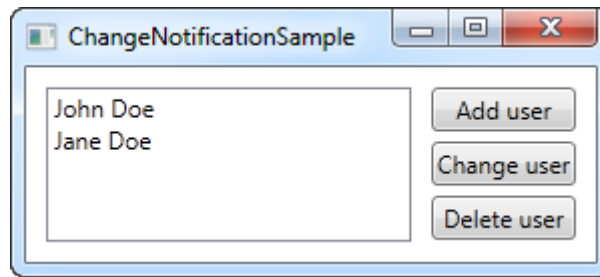 ChangeNotificationSample
John Doe
Jane Doe
Add user
Change user
Delete user